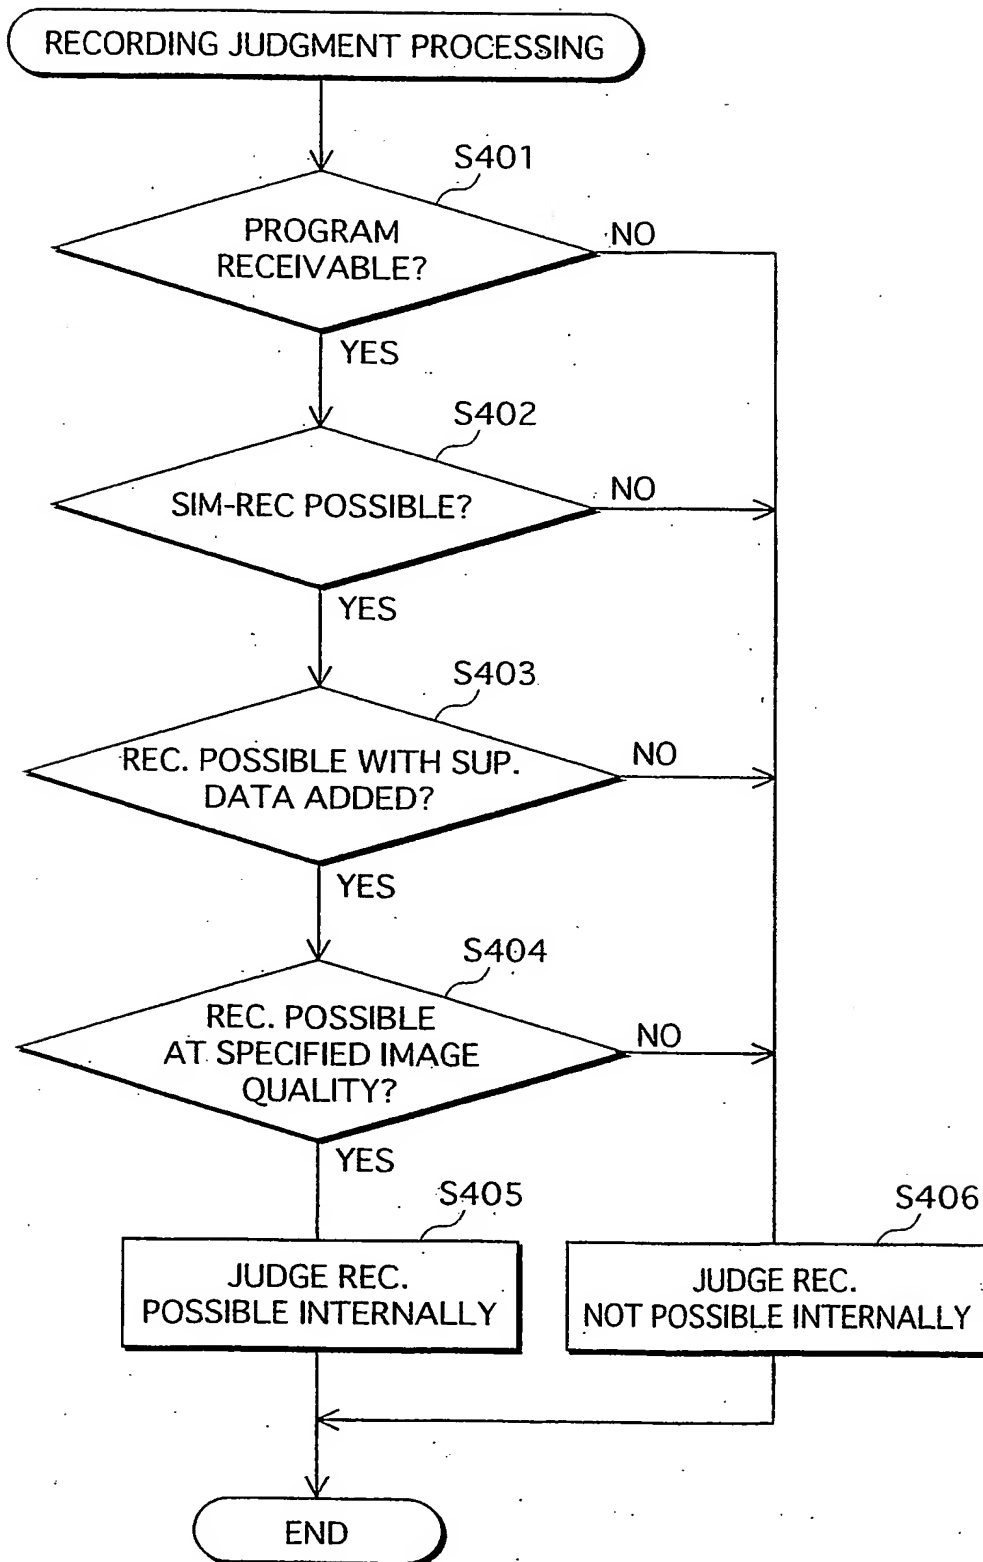 RECORDING JUDGMENT PROCESSING
S401
PROGRAM
RECEIVABLE?
NO
YES
S402
SIM-REC POSSIBLE?
NO
YES
S403
REC. POSSIBLE WITH SUP.
DATA ADDED?
NO
YES
S404
REC. POSSIBLE
AT SPECIFIED IMAGE
QUALITY?
NO
YES
S405
JUDGE REC.
POSSIBLE INTERNALLY
S406
JUDGE REC.
NOT POSSIBLE INTERNALLY
END